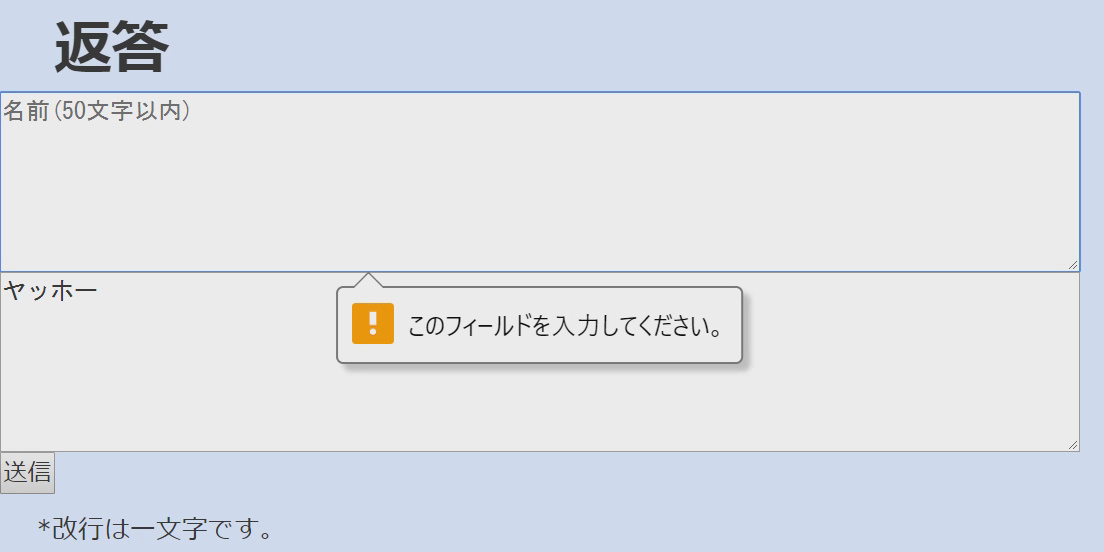 返答
名前(50文字以内)
ヤッホー
このフィールドを入力してください。
送信
*改行は一文字です。